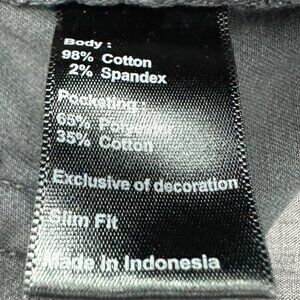 Body :
98% Cotton
2% Spandex
Pocketing :
65% Polyester
35% Cotton
Exclusive of decoration
Slim Fit
Made in Indonesia